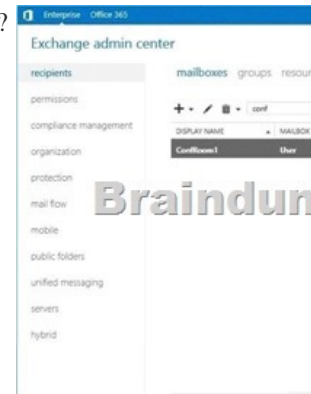 ?
Enterprise Office 365
Exchange admin center
recipients
mailboxes groups resour
permissions
conf
compliance management
DISPLAY NAME MAILBOX
ConfRoom1 User
organization
protection
mail flow
Braindun
mobile
public folders
unified messaging
servers
hybrid